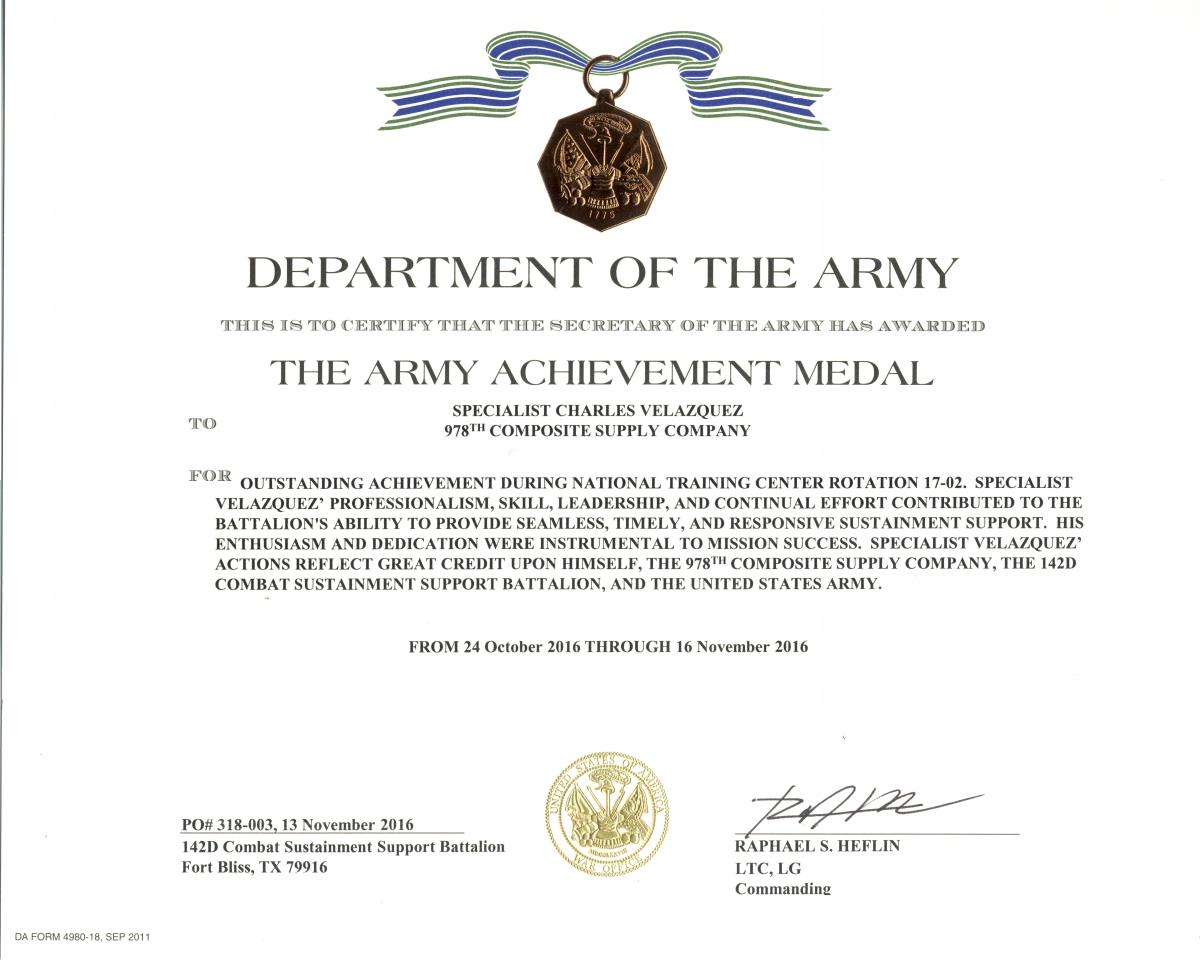 1775
DEPARTMENT OF THE ARMY
THIS IS TO CERTIFY THAT THE SECRETARY OF THE ARMY HAS AWARDED
THE ARMY ACHIEVEMENT MEDAL
TO
SPECIALIST CHARLES VELAZQUEZ
978TH COMPOSITE SUPPLY COMPANY
FOR OUTSTANDING ACHIEVEMENT DURING NATIONAL TRAINING CENTER ROTATION 17-02. SPECIALIST
VELAZQUEZ' PROFESSIONALISM, SKILL, LEADERSHIP, AND CONTINUAL EFFORT CONTRIBUTED TO THE
BATTALION'S ABILITY TO PROVIDE SEAMLESS, TIMELY, AND RESPONSIVE SUSTAINMENT SUPPORT. HIS
ENTHUSIASM AND DEDICATION WERE INSTRUMENTAL TO MISSION SUCCESS. SPECIALIST VELAZQUEZ'
ACTIONS REFLECT GREAT CREDIT UPON HIMSELF, THE 978TH COMPOSITE SUPPLY COMPANY, THE 142D
COMBAT SUSTAINMENT SUPPORT BATTALION, AND THE UNITED STATES ARMY.
FROM 24 October 2016 THROUGH 16 November 2016
UNITED STATES OF AMERICA
WAR OFFICE
PO# 318-003, 13 November 2016
142D Combat Sustainment Support Battalion
Fort Bliss, TX 79916
RAPHAEL S. HEFLIN
LTC, LG
Commanding
DA FORM 4980-18, SEP 2011